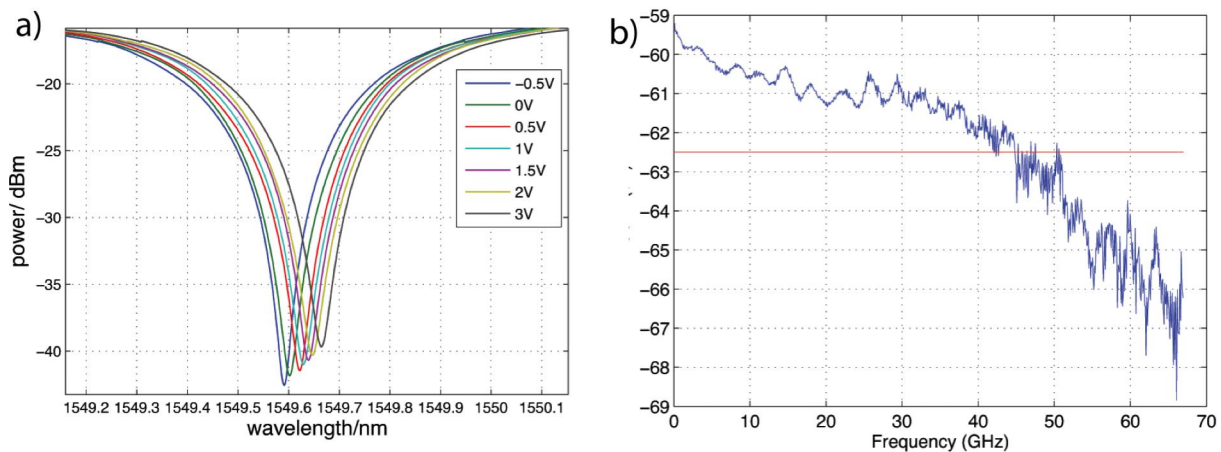 a)
power/ dBm
−20
−25
−30
−35
−40
−0.5V
0V
0.5V
1V
1.5V
2V
3V
1549.2 1549.3 1549.4 1549.5 1549.6 1549.7 1549.8 1549.9 1550 1550.1
wavelength/nm
b)
−59
−60
−61
−62
−63
−64
−65
−66
−67
−68
−69
0 10 20 30 40 50 60 70
Frequency (GHz)